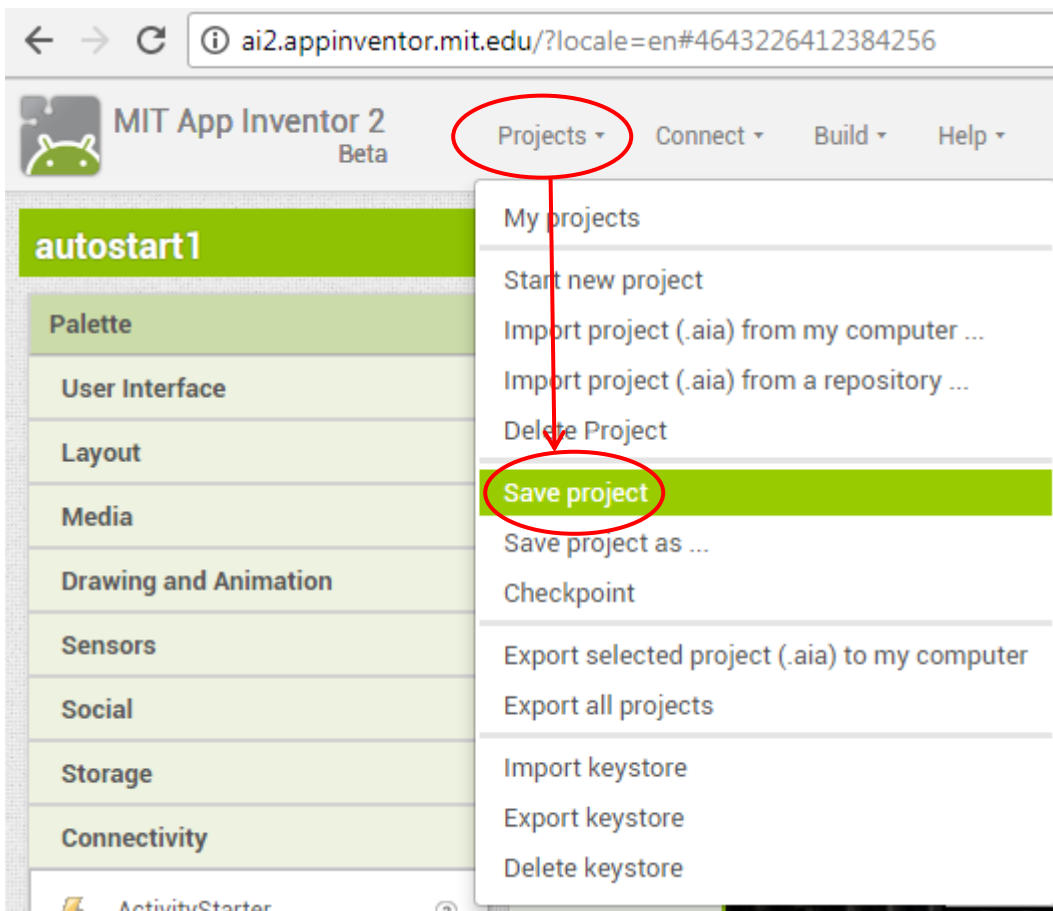 ai2.appinventor.mit.edu/?locale=en#4643226412384256
MIT App Inventor 2
Beta
Projects
Connect
Build
Help
autostart1
Palette
User Interface
Layout
Media
Drawing and Animation
Sensors
Social
Storage
Connectivity
ActivityStarter
My projects
Start new project
Import project (.aia) from my computer ...
Import project (.aia) from a repository ...
Delete Project
Save project
Save project as ...
Checkpoint
Export selected project (.aia) to my computer
Export all projects
Import keystore
Export keystore
Delete keystore